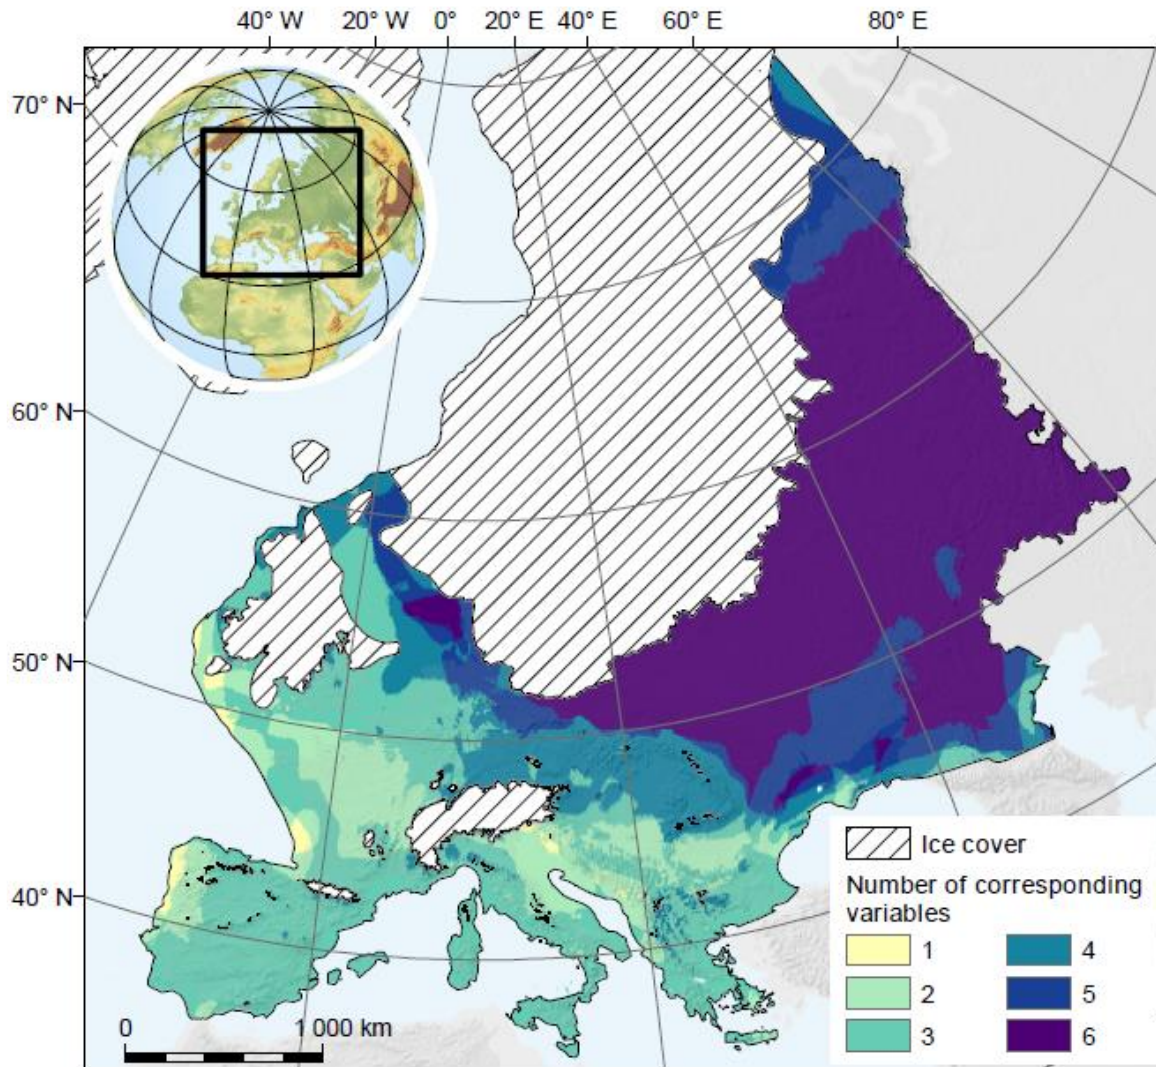 40° W 20° W 0° 20° E 40° E 60° E 80° E
70° N
60° N
50° N
40° N
0 1 000 km
Ice cover
Number of corresponding
variables
1 4
2 5
3 6